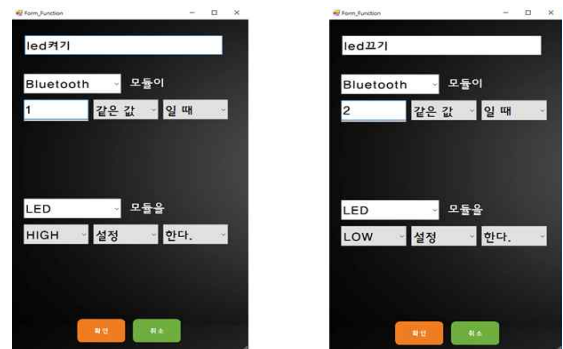 Form_Function
led켜기
Bluetooth 모듈이
1 같은 값 일 때
LED 모듈을
HIGH 설정 한다.
확인 취소
Form_Function
led끄기
Bluetooth 모듈이
2 같은 값 일 때
LED 모듈을
LOW 설정 한다.
확인 취소